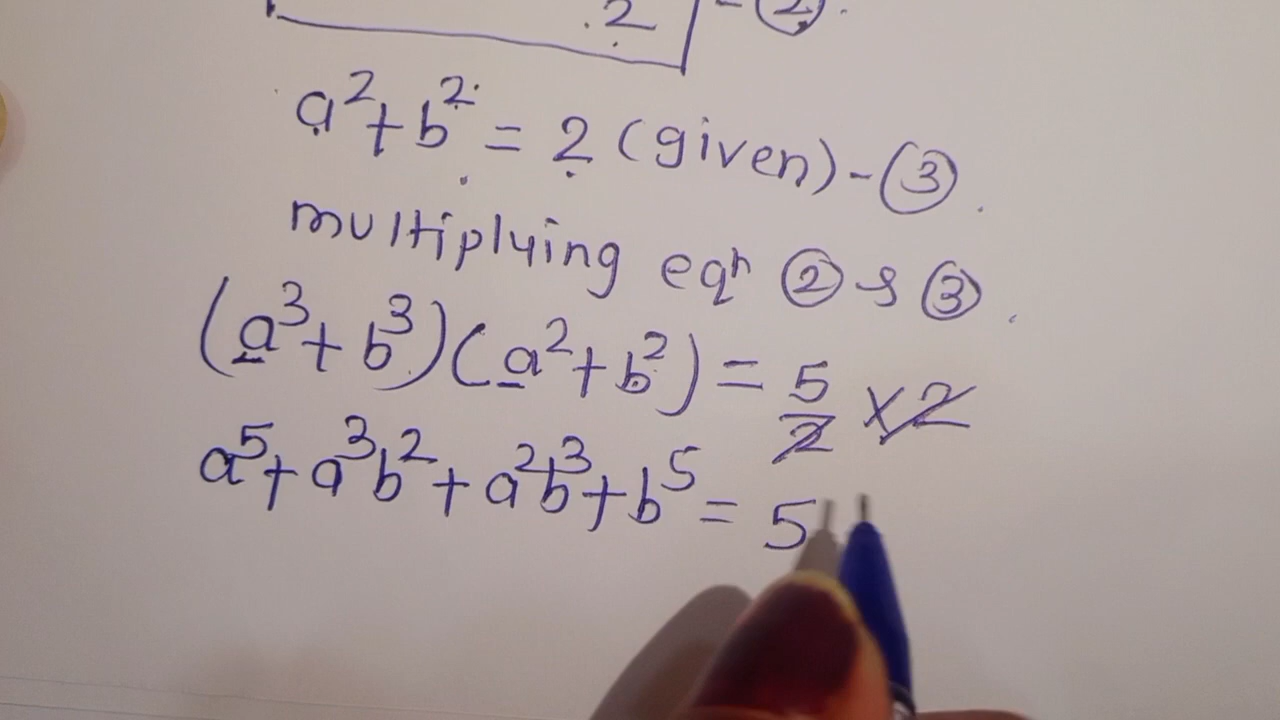 2 - ②.
a² + b² = 2 (given) - ③.
multiplying eqⁿ ② & ③.
(a³ + b³)(a² + b²) = 5/2 × 2
a⁵ + a³b² + a²b³ + b⁵ = 5